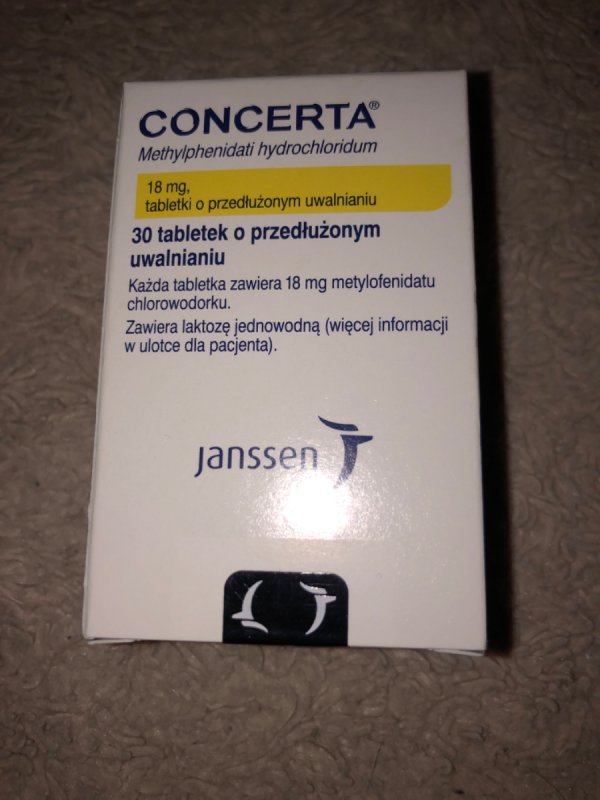 CONCERTA®
Methylphenidati hydrochloridum
18 mg,
tabletki o przedłużonym uwalnianiu
30 tabletek o przedłużonym
uwalnianiu
Każda tabletka zawiera 18 mg metylofenidatu
chlorowodorku.
Zawiera laktozę jednowodną (więcej informacji
w ulotce dla pacjenta).
janssen